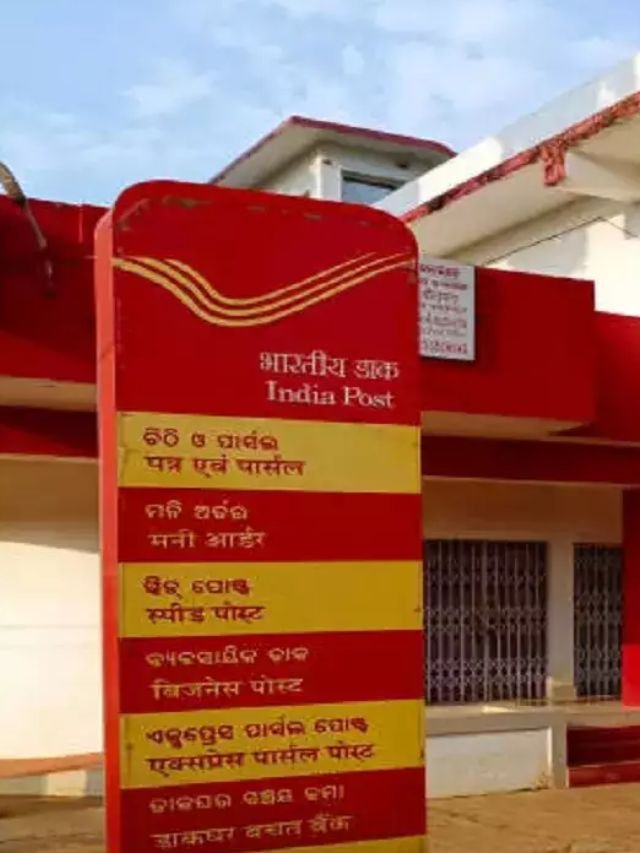 भारतीय डाक
India Post
ଚିଠି ଓ ପାର୍ସଲ
पत्र एवं पार्सल
ମନି ଅର୍ଡର
मनी आर्डर
ସ୍ପିଡ୍ ପୋଷ୍ଟ
स्पीड पोस्ट
ବ୍ୟବସାୟିକ ଡାକ
बिजनेस पोस्ट
ଏକ୍ସପ୍ରେସ ପାର୍ସଲ ପୋଷ୍ଟ
एक्सप्रेस पार्सल पोस्ट
ଡାକଘର ସଞ୍ଚୟ ଜମା
डाकघर बचत बैंक